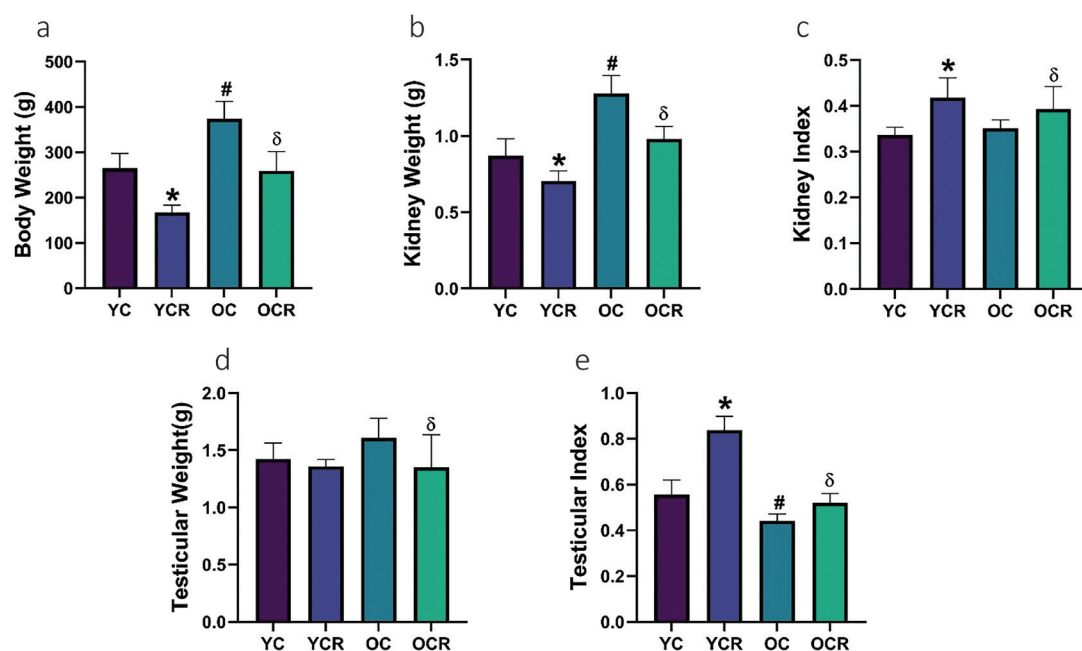 a
Body Weight (g)
500
400
300
200
100
0
#
*
δ
YC YCR OC OCR
b
Kidney Weight (g)
1.5
1.0
0.5
0.0
#
*
δ
YC YCR OC OCR
c
Kidney Index
0.5
0.4
0.3
0.2
0.1
0.0
* δ
YC YCR OC OCR
d
Testicular Weight(g)
2.0
1.5
1.0
1.5
0.0
δ
YC YCR OC OCR
e
Testicular Index
1.0
0.8
0.6
0.4
0.2
0.0
*
#
δ
YC YCR OC OCR